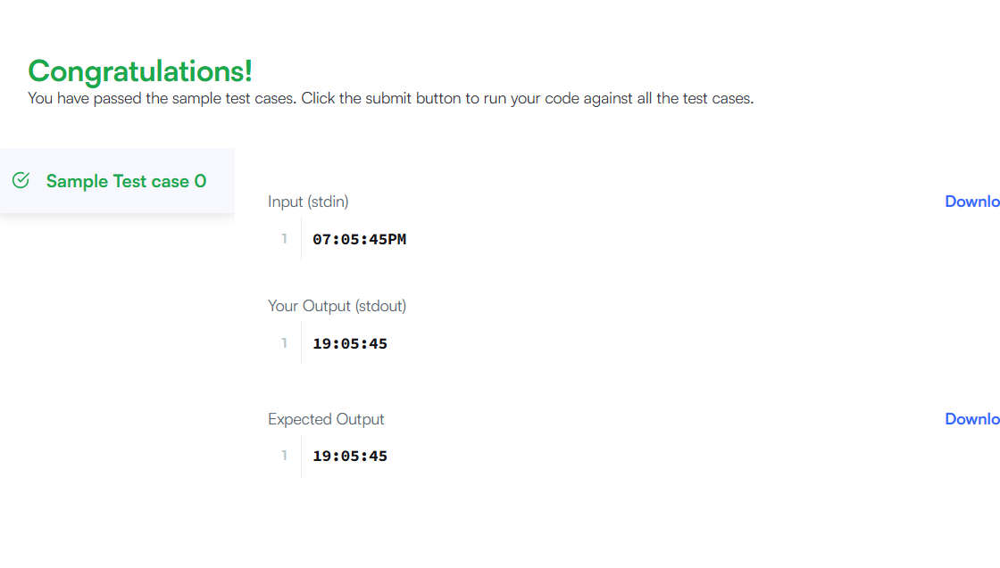 Congratulations!
You have passed the sample test cases. Click the submit button to run your code against all the test cases.
Sample Test case 0
Input (stdin)
Downlo
1
07:05:45PM
Your Output (stdout)
1
19:05:45
Expected Output
Downlo
1
19:05:45